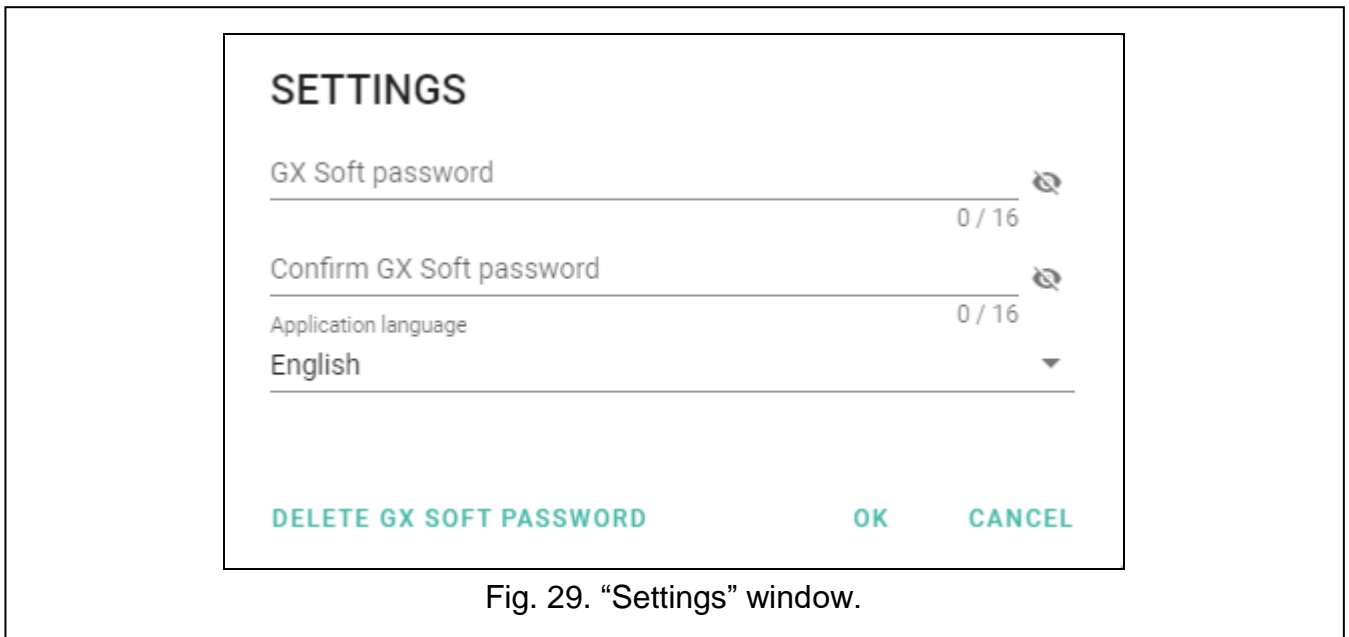 SETTINGS
GX Soft password
0 / 16
Confirm GX Soft password
0 / 16
Application language
English
DELETE GX SOFT PASSWORD OK CANCEL
Fig. 29. “Settings” window.